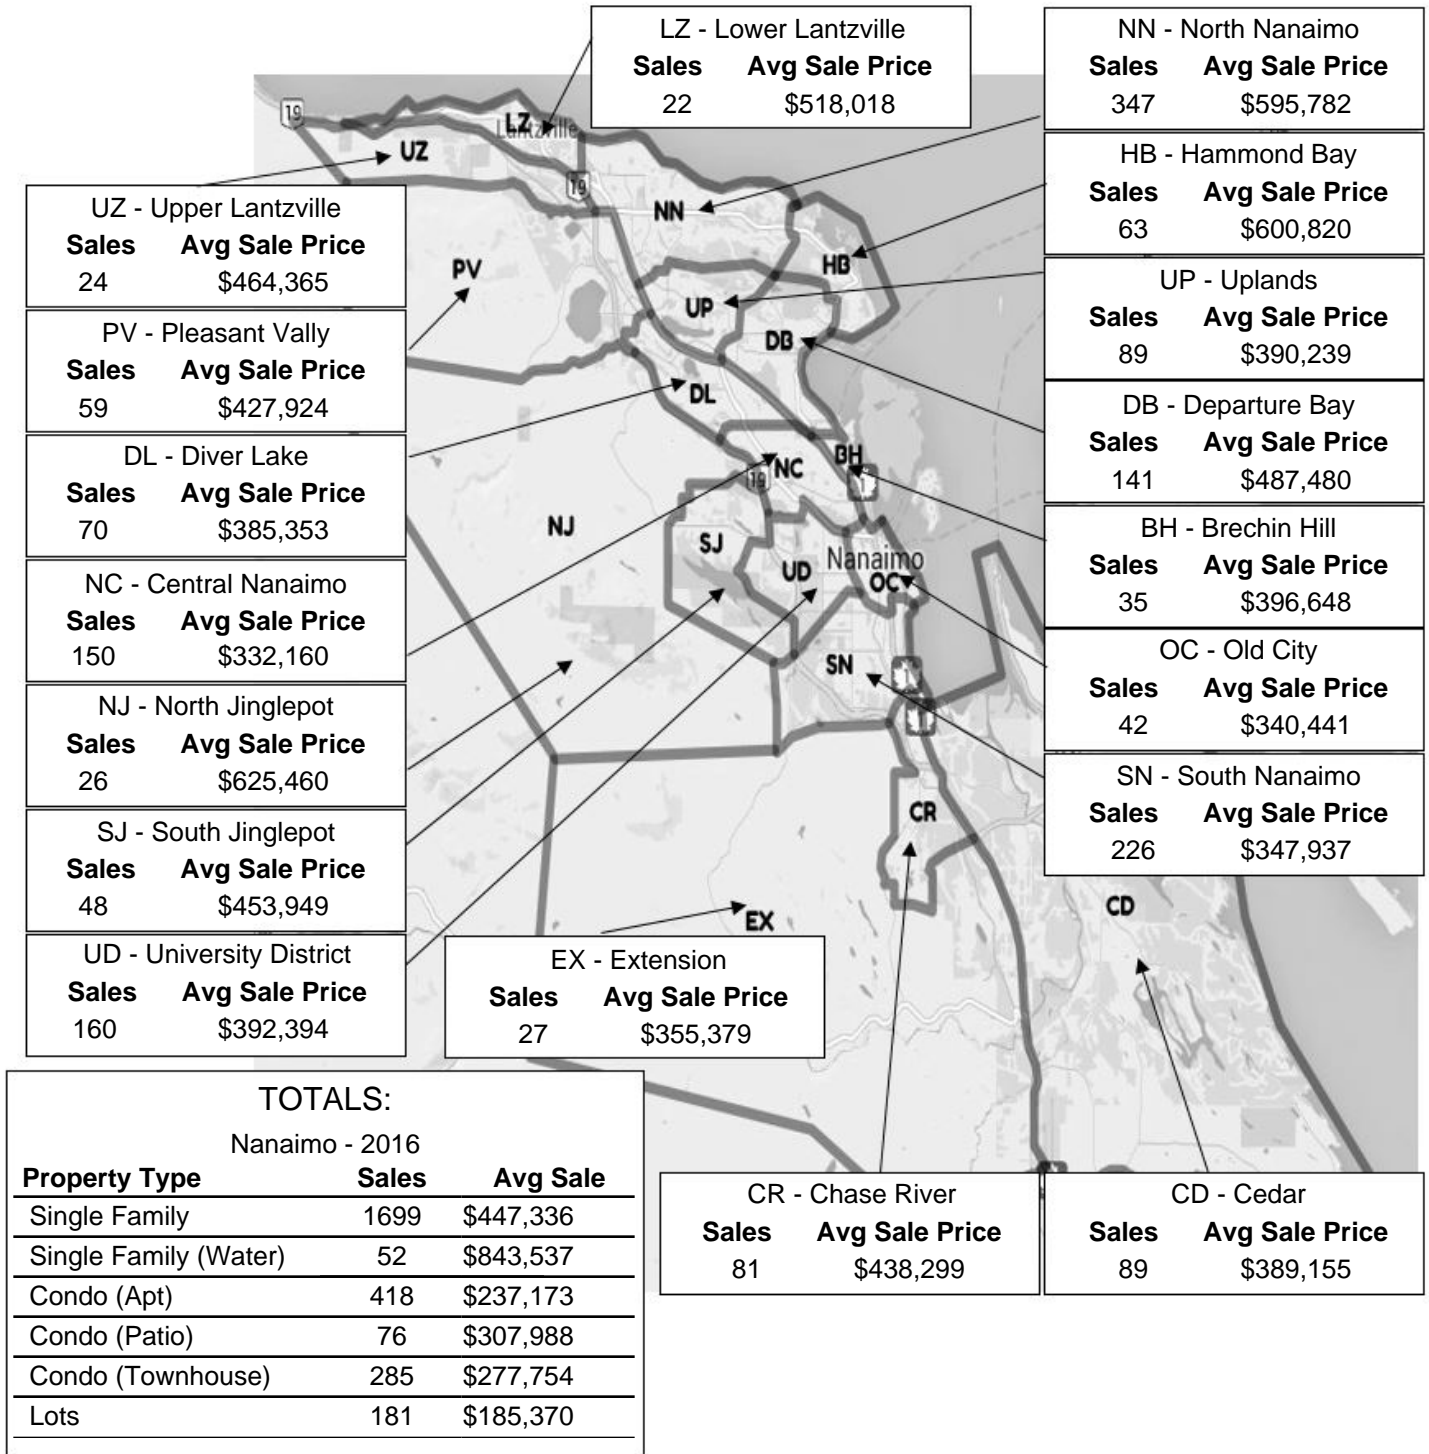 LZ - Lower Lantzville
Sales Avg Sale Price
22 $518,018
NN - North Nanaimo
Sales Avg Sale Price
347 $595,782
HB - Hammond Bay
Sales Avg Sale Price
63 $600,820
UP - Uplands
Sales Avg Sale Price
89 $390,239
DB - Departure Bay
Sales Avg Sale Price
141 $487,480
BH - Brechin Hill
Sales Avg Sale Price
35 $396,648
OC - Old City
Sales Avg Sale Price
42 $340,441
SN - South Nanaimo
Sales Avg Sale Price
226 $347,937
UZ - Upper Lantzville
Sales Avg Sale Price
24 $464,365
PV - Pleasant Vally
Sales Avg Sale Price
59 $427,924
DL - Diver Lake
Sales Avg Sale Price
70 $385,353
NC - Central Nanaimo
Sales Avg Sale Price
150 $332,160
NJ - North Jinglepot
Sales Avg Sale Price
26 $625,460
SJ - South Jinglepot
Sales Avg Sale Price
48 $453,949
UD - University District
Sales Avg Sale Price
160 $392,394
EX - Extension
Sales Avg Sale Price
27 $355,379
CR - Chase River
Sales Avg Sale Price
81 $438,299
CD - Cedar
Sales Avg Sale Price
89 $389,155
19
LZ
Lantzville
UZ
19
NN
PV
HB
UP
DB
DL
BH
NC
19
1
NJ
SJ
Nanaimo
UD
OC
SN
CR
EX
CD
TOTALS:
Nanaimo - 2016
Property Type Sales Avg Sale
Single Family 1699 $447,336
Single Family (Water) 52 $843,537
Condo (Apt) 418 $237,173
Condo (Patio) 76 $307,988
Condo (Townhouse) 285 $277,754
Lots 181 $185,370